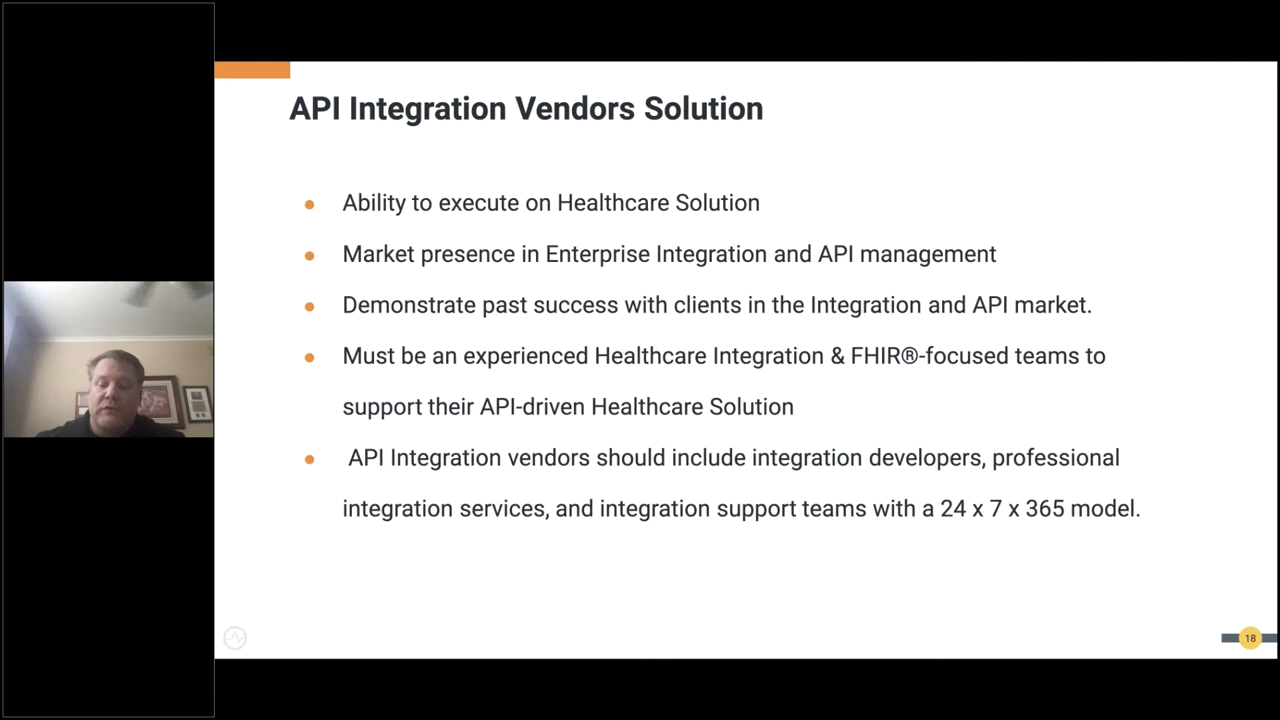 API Integration Vendors Solution
● Ability to execute on Healthcare Solution
● Market presence in Enterprise Integration and API management
● Demonstrate past success with clients in the Integration and API market.
● Must be an experienced Healthcare Integration & FHIR®-focused teams to
support their API-driven Healthcare Solution
● API Integration vendors should include integration developers, professional
integration services, and integration support teams with a 24 x 7 x 365 model.
18